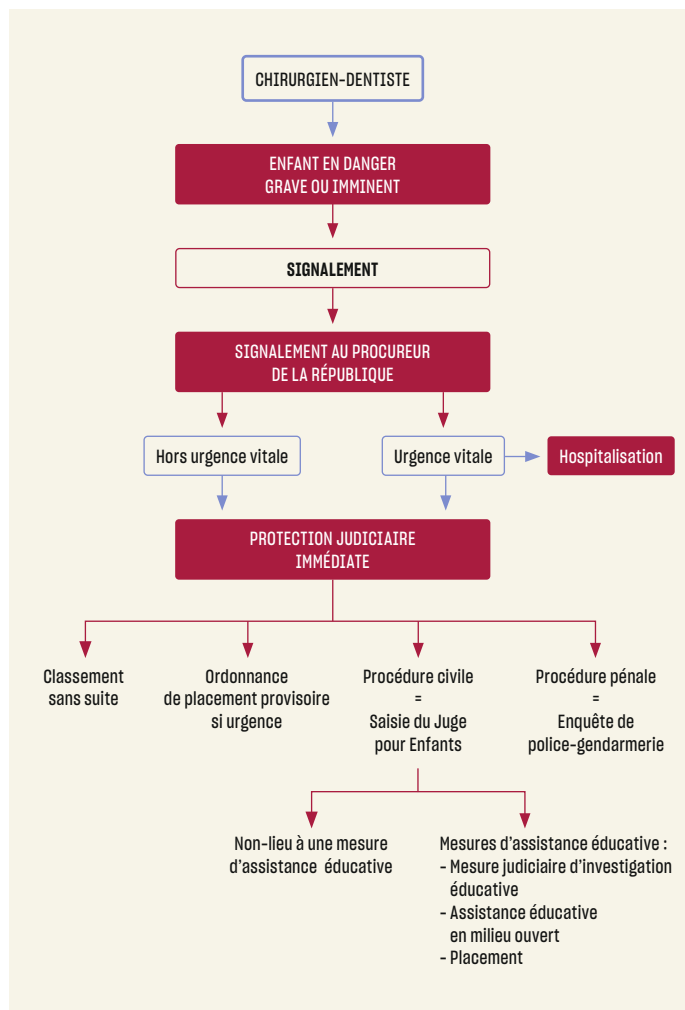 CHIRURGIEN-DENTISTE
ENFANT EN DANGER
GRAVE OU IMMINENT
SIGNALEMENT
SIGNALEMENT AU PROCUREUR
DE LA RÉPUBLIQUE
Hors urgence vitale
Urgence vitale
Hospitalisation
PROTECTION JUDICIAIRE
IMMÉDIATE
Classement
sans suite
Ordonnance
de placement provisoire
si urgence
Procédure civile
=
Saisie du Juge
pour Enfants
Procédure pénale
=
Enquête de
police-gendarmerie
Non-lieu à une mesure
d’assistance éducative
Mesures d’assistance éducative :
- Mesure judiciaire d’investigation
éducative
- Assistance éducative
en milieu ouvert
- Placement